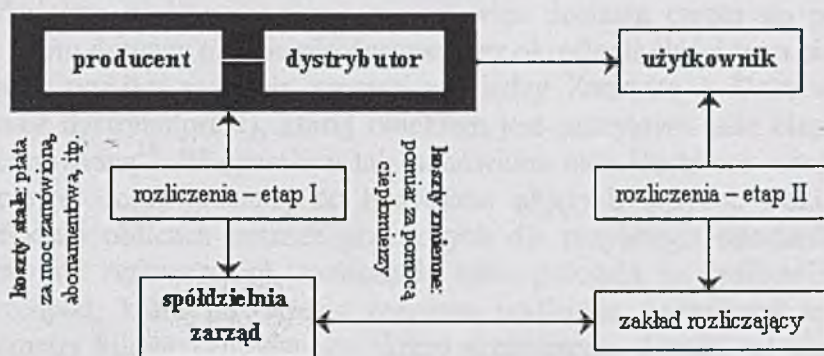 producent
dystrybutor
użytkownik
koszty stałe: płata
za moc zamówioną,
abonamentowa, itp.
koszty zmienne:
pomiar za pomocą
ciepłomierzy
rozliczenia – etap I
rozliczenia – etap II
spółdzielnia
zarząd
zakład rozliczający